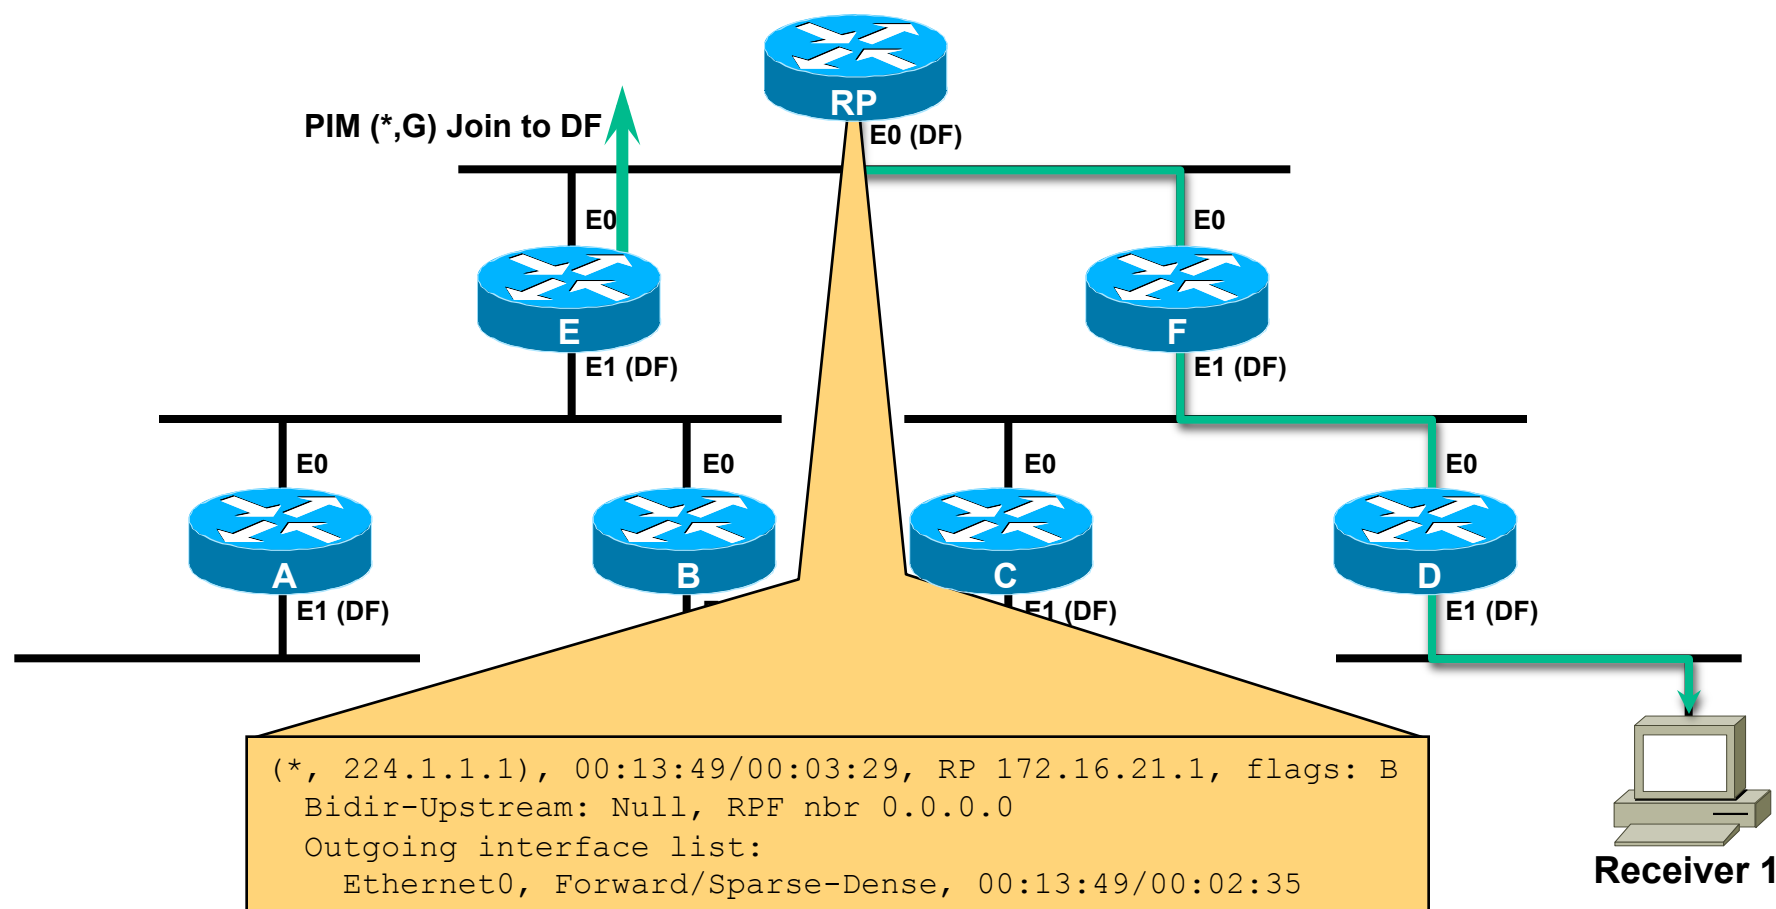 RP
PIM (*,G) Join to DF
E0 (DF)
E0
E0
E
F
E1 (DF)
E1 (DF)
E0
E0
E0
E0
A
B
C
D
E1 (DF)
E1 (DF)
E1 (DF)
(*, 224.1.1.1), 00:13:49/00:03:29, RP 172.16.21.1, flags: B
Bidir-Upstream: Null, RPF nbr 0.0.0.0
Outgoing interface list:
Ethernet0, Forward/Sparse-Dense, 00:13:49/00:02:35
Receiver 1